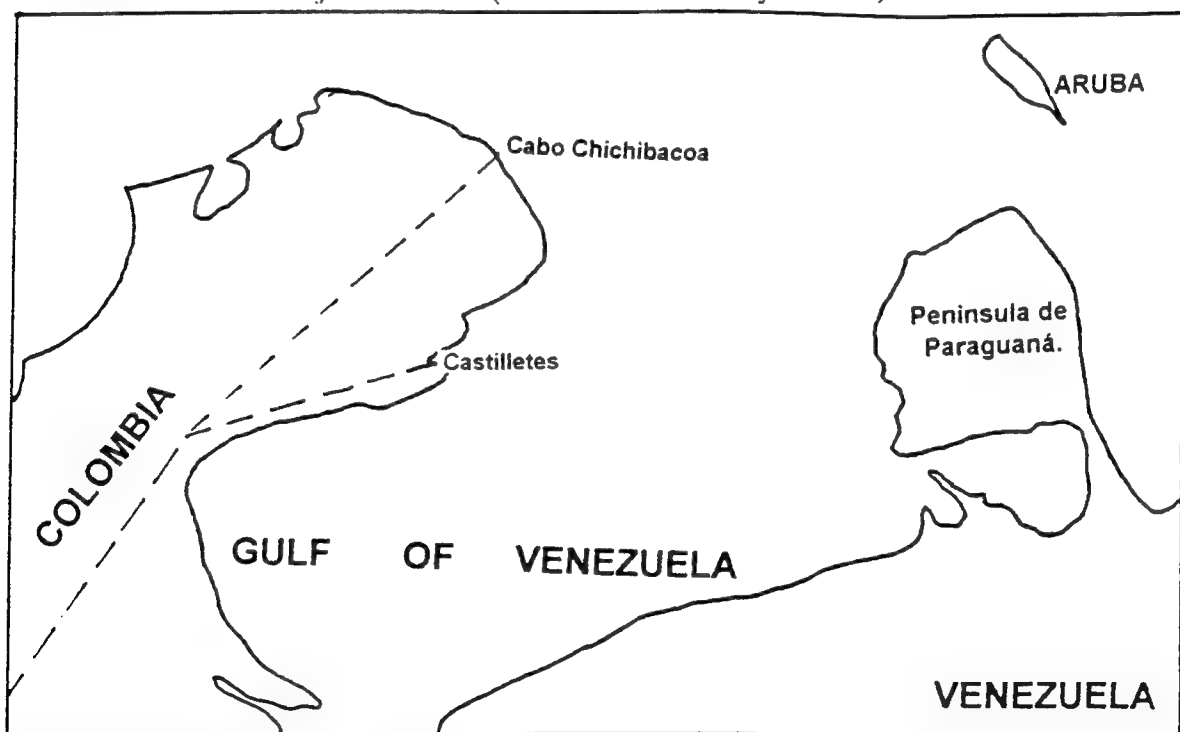 ARUBA
Cabo Chichibacoa
Peninsula de
Paraguaná.
Castilletes
COLOMBIA
GULF OF VENEZUELA
VENEZUELA